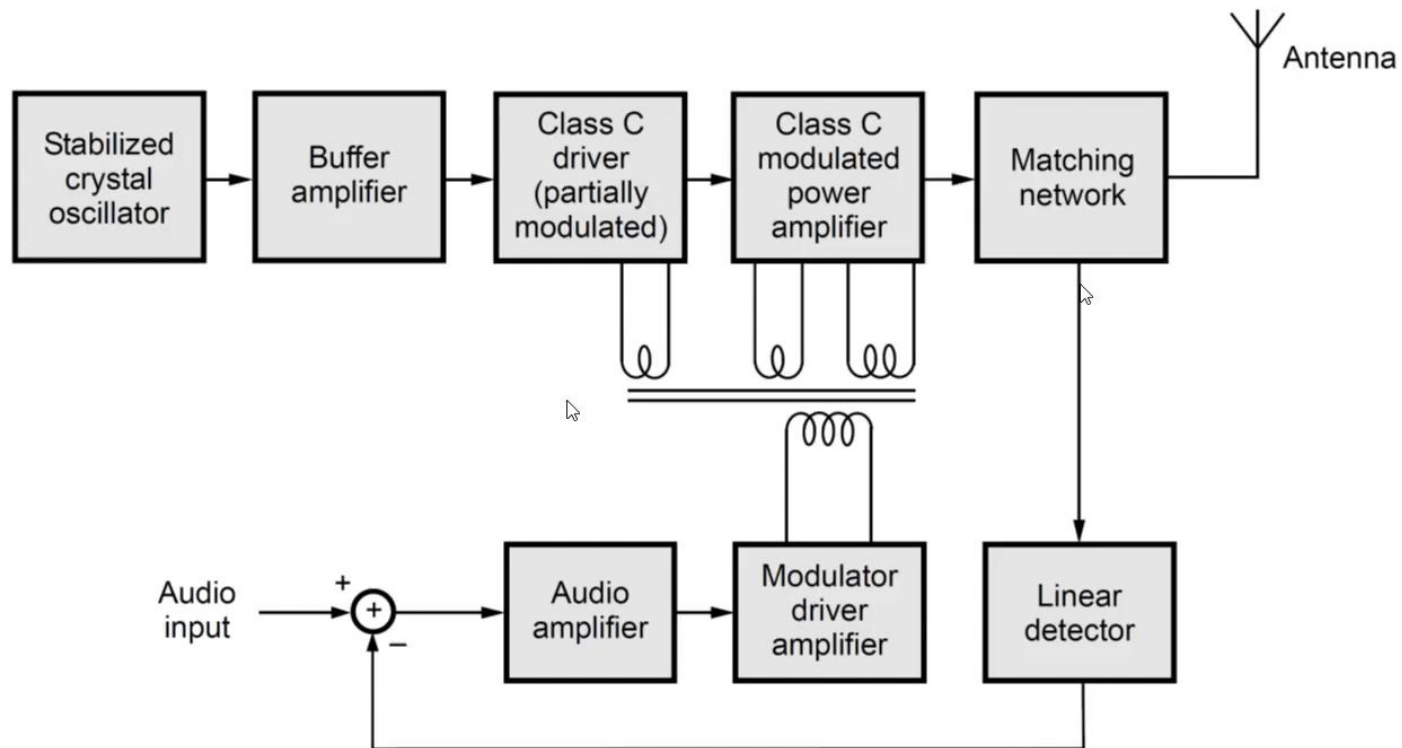 Antenna
Stabilized
crystal
oscillator
Buffer
amplifier
Class C
driver
(partially
modulated)
Class C
modulated
power
amplifier
Matching
network
Audio
input
+
+
–
Audio
amplifier
Modulator
driver
amplifier
Linear
detector